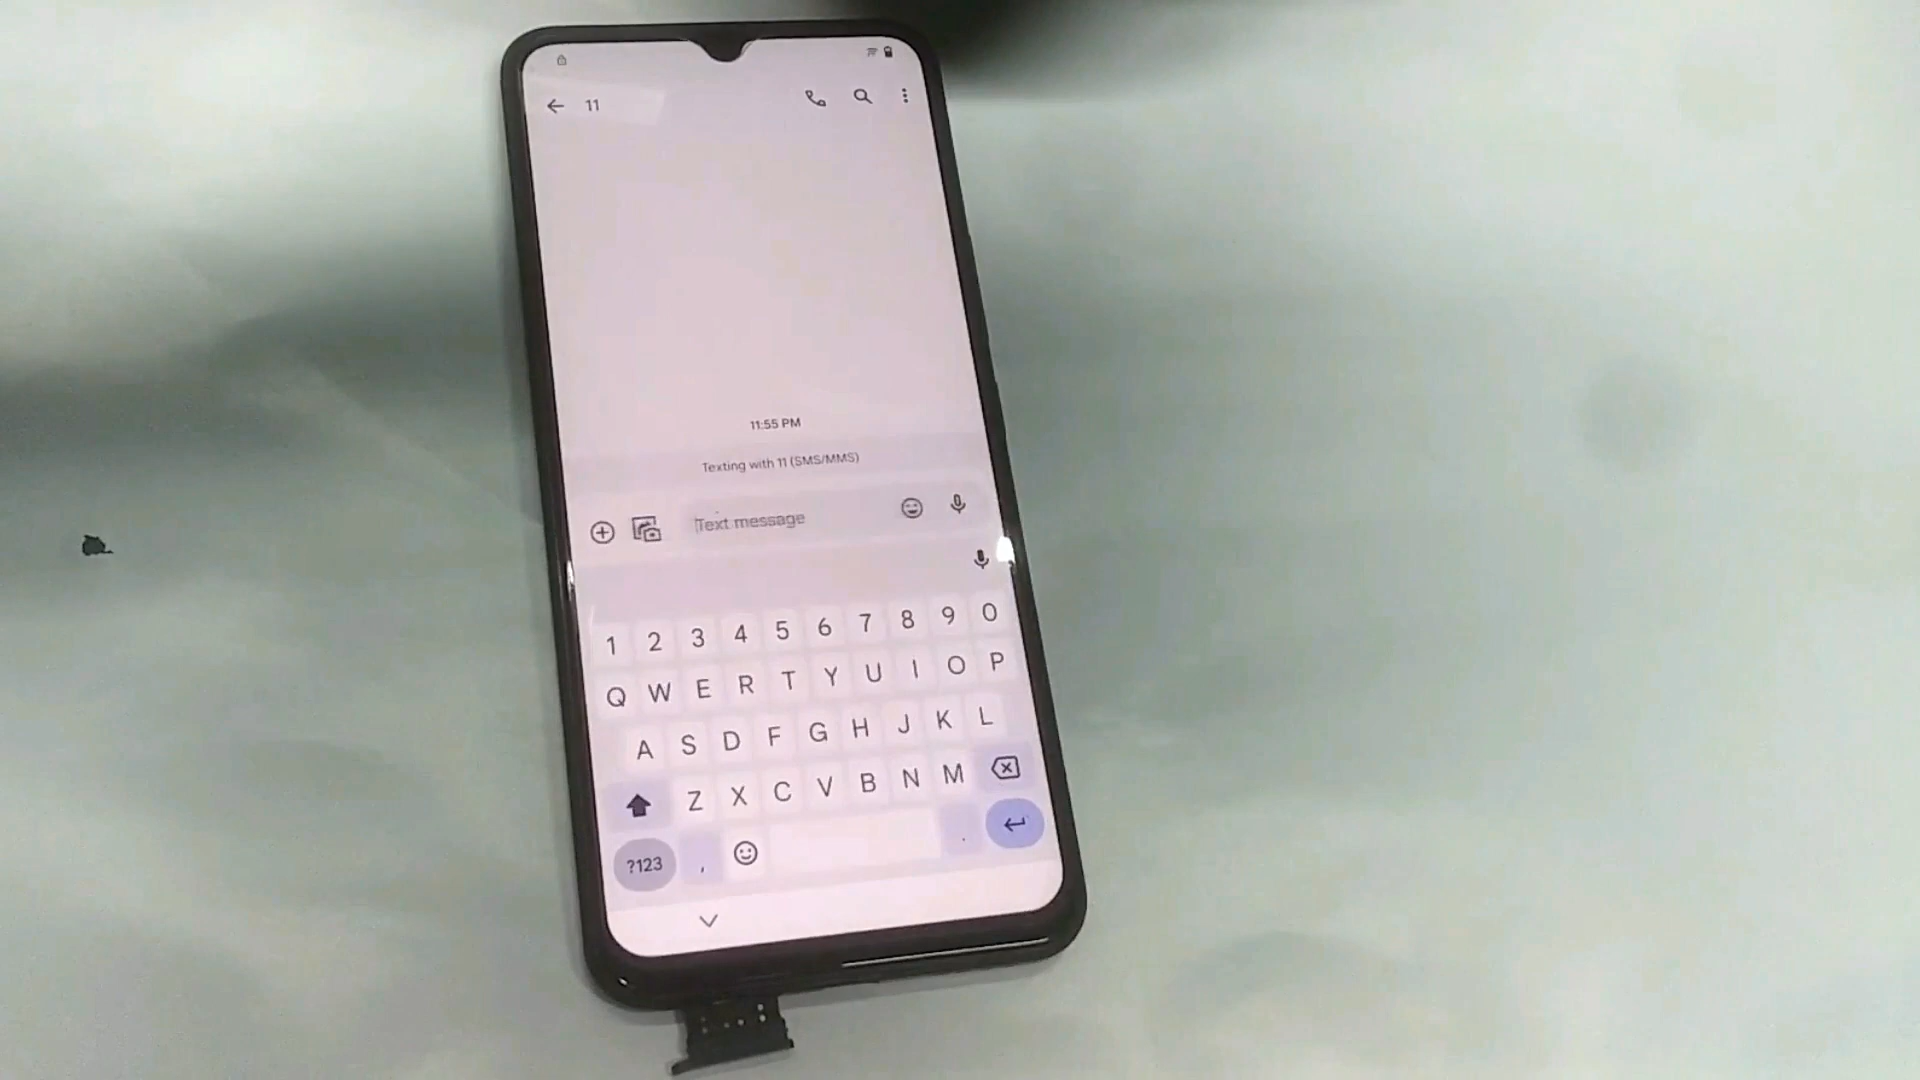 11
11:55 PM
Texting with 11 (SMS/MMS)
Text message
1 2 3 4 5 6 7 8 9 0
Q W E R T Y U I O P
A S D F G H J K L
Z X C V B N M
?123 , .